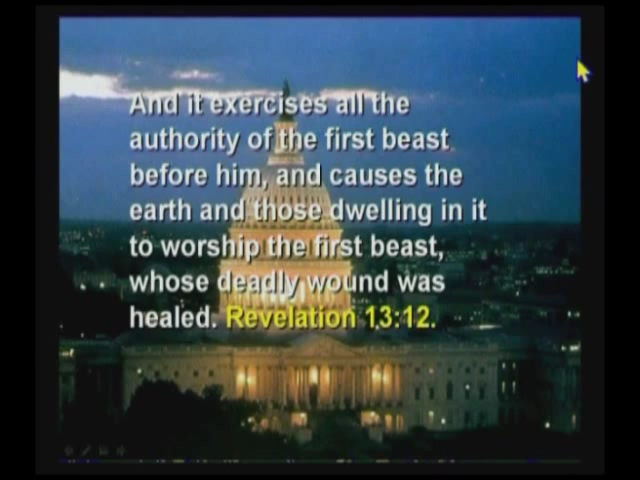 And it exercises all the
authority of the first beast
before him, and causes the
earth and those dwelling in it
to worship the first beast,
whose deadly wound was
healed. Revelation 13:12.